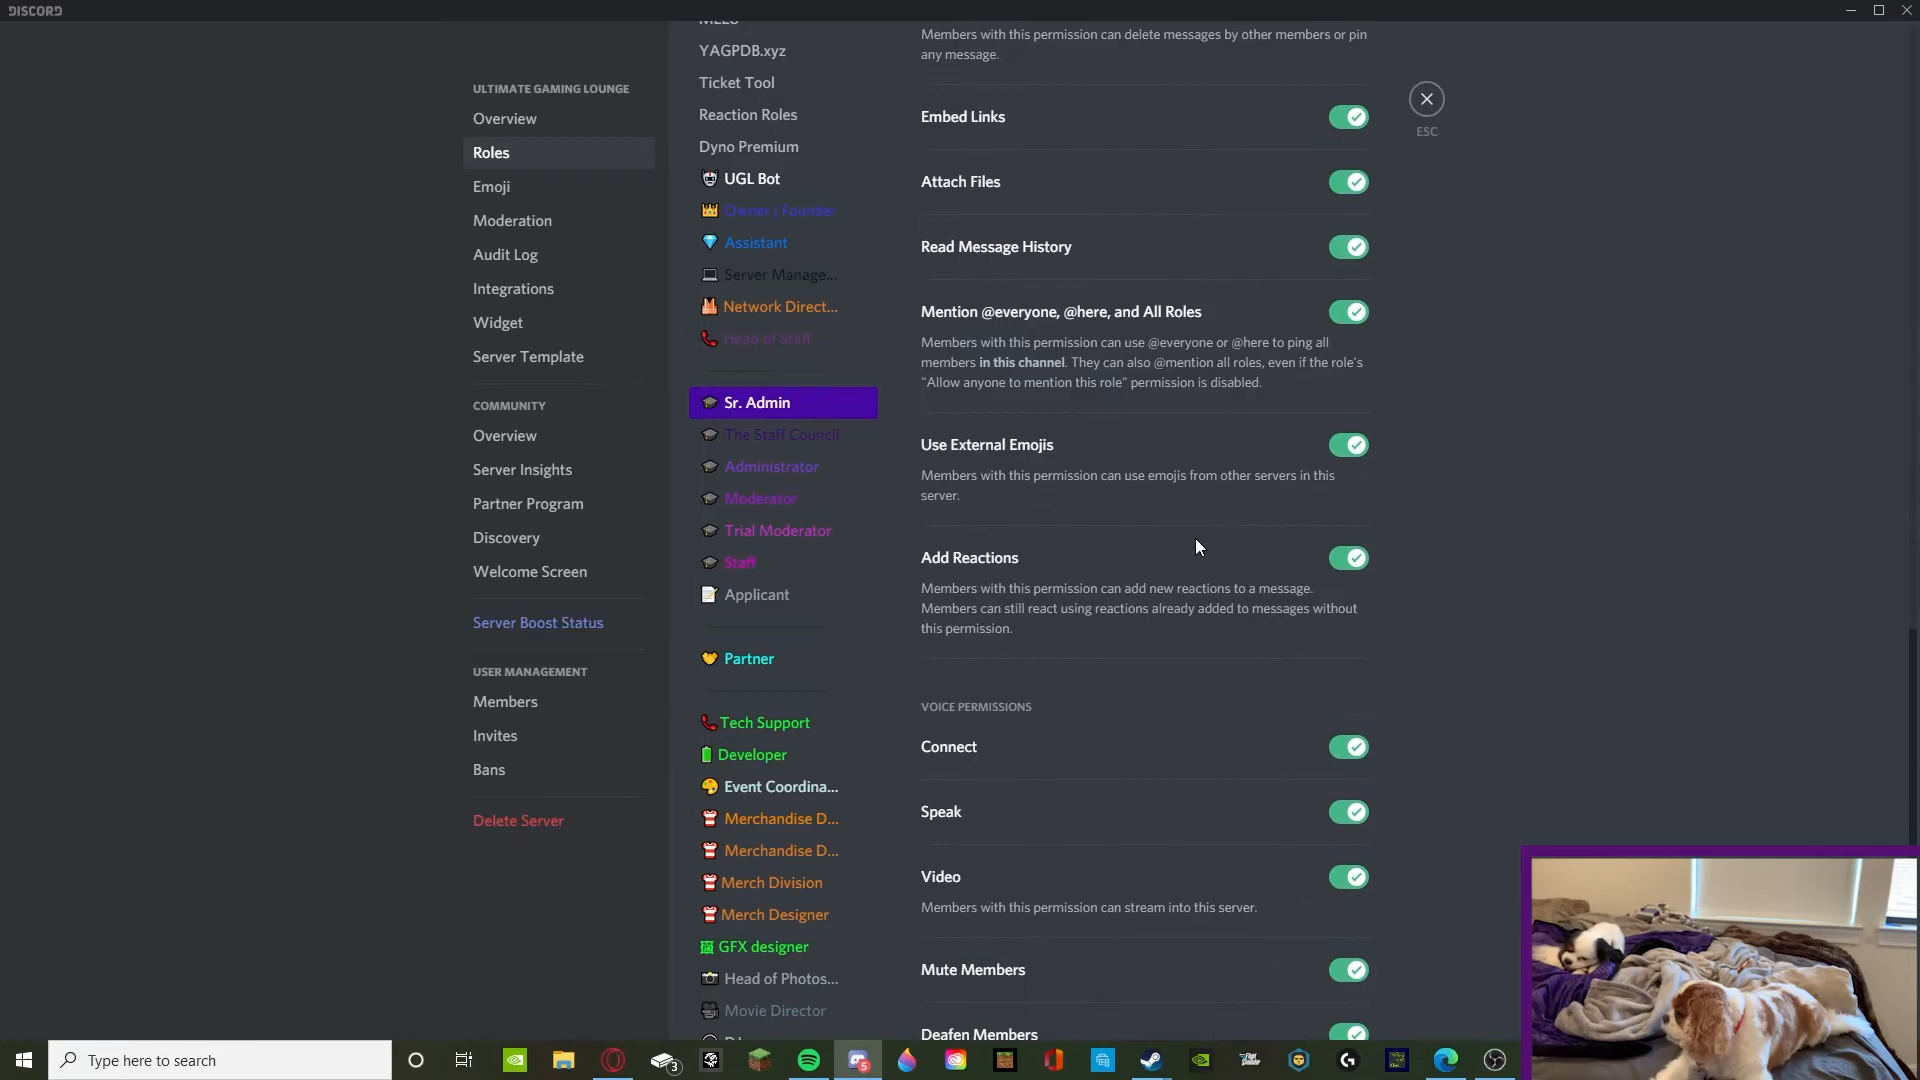 DISCORD
ULTIMATE GAMING LOUNGE
Overview
Roles
Emoji
Moderation
Audit Log
Integrations
Widget
Server Template
COMMUNITY
Overview
Server Insights
Partner Program
Discovery
Welcome Screen
Server Boost Status
USER MANAGEMENT
Members
Invites
Bans
Delete Server
YAGPDB.xyz
Ticket Tool
Reaction Roles
Dyno Premium
UGL Bot
Owner | Founder
Assistant
Server Manage...
Network Direct...
Head of Staff
Sr. Admin
The Staff Council
Administrator
Moderator
Trial Moderator
Staff
Applicant
Partner
Tech Support
Developer
Event Coordina...
Merchandise D...
Merchandise D...
Merch Division
Merch Designer
GFX designer
Head of Photos...
Movie Director
Members with this permission can delete messages by other members or pin
any message.
Embed Links
Attach Files
Read Message History
Mention @everyone, @here, and All Roles
Members with this permission can use @everyone or @here to ping all
members in this channel. They can also @mention all roles, even if the role's
"Allow anyone to mention this role" permission is disabled.
Use External Emojis
Members with this permission can use emojis from other servers in this
server.
Add Reactions
Members with this permission can add new reactions to a message.
Members can still react using reactions already added to messages without
this permission.
VOICE PERMISSIONS
Connect
Speak
Video
Members with this permission can stream into this server.
Mute Members
Deafen Members
ESC
Type here to search
3
5